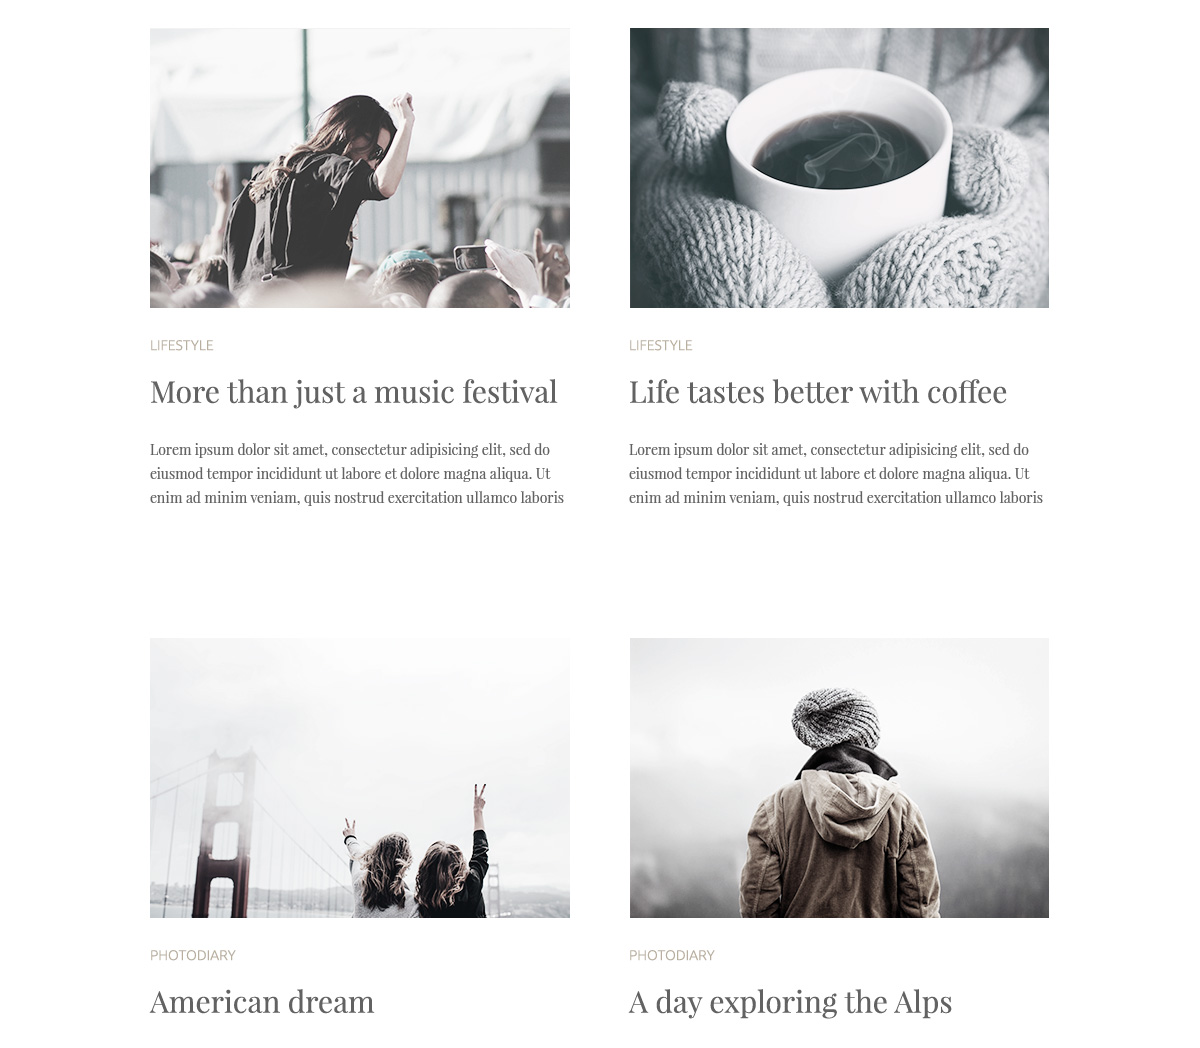 LIFESTYLE
More than just a music festival
Lorem ipsum dolor sit amet, consectetur adipisicing elit, sed do
eiusmod tempor incididunt ut labore et dolore magna aliqua. Ut
enim ad minim veniam, quis nostrud exercitation ullamco laboris
LIFESTYLE
Life tastes better with coffee
Lorem ipsum dolor sit amet, consectetur adipisicing elit, sed do
eiusmod tempor incididunt ut labore et dolore magna aliqua. Ut
enim ad minim veniam, quis nostrud exercitation ullamco laboris
PHOTODIARY
American dream
PHOTODIARY
A day exploring the Alps